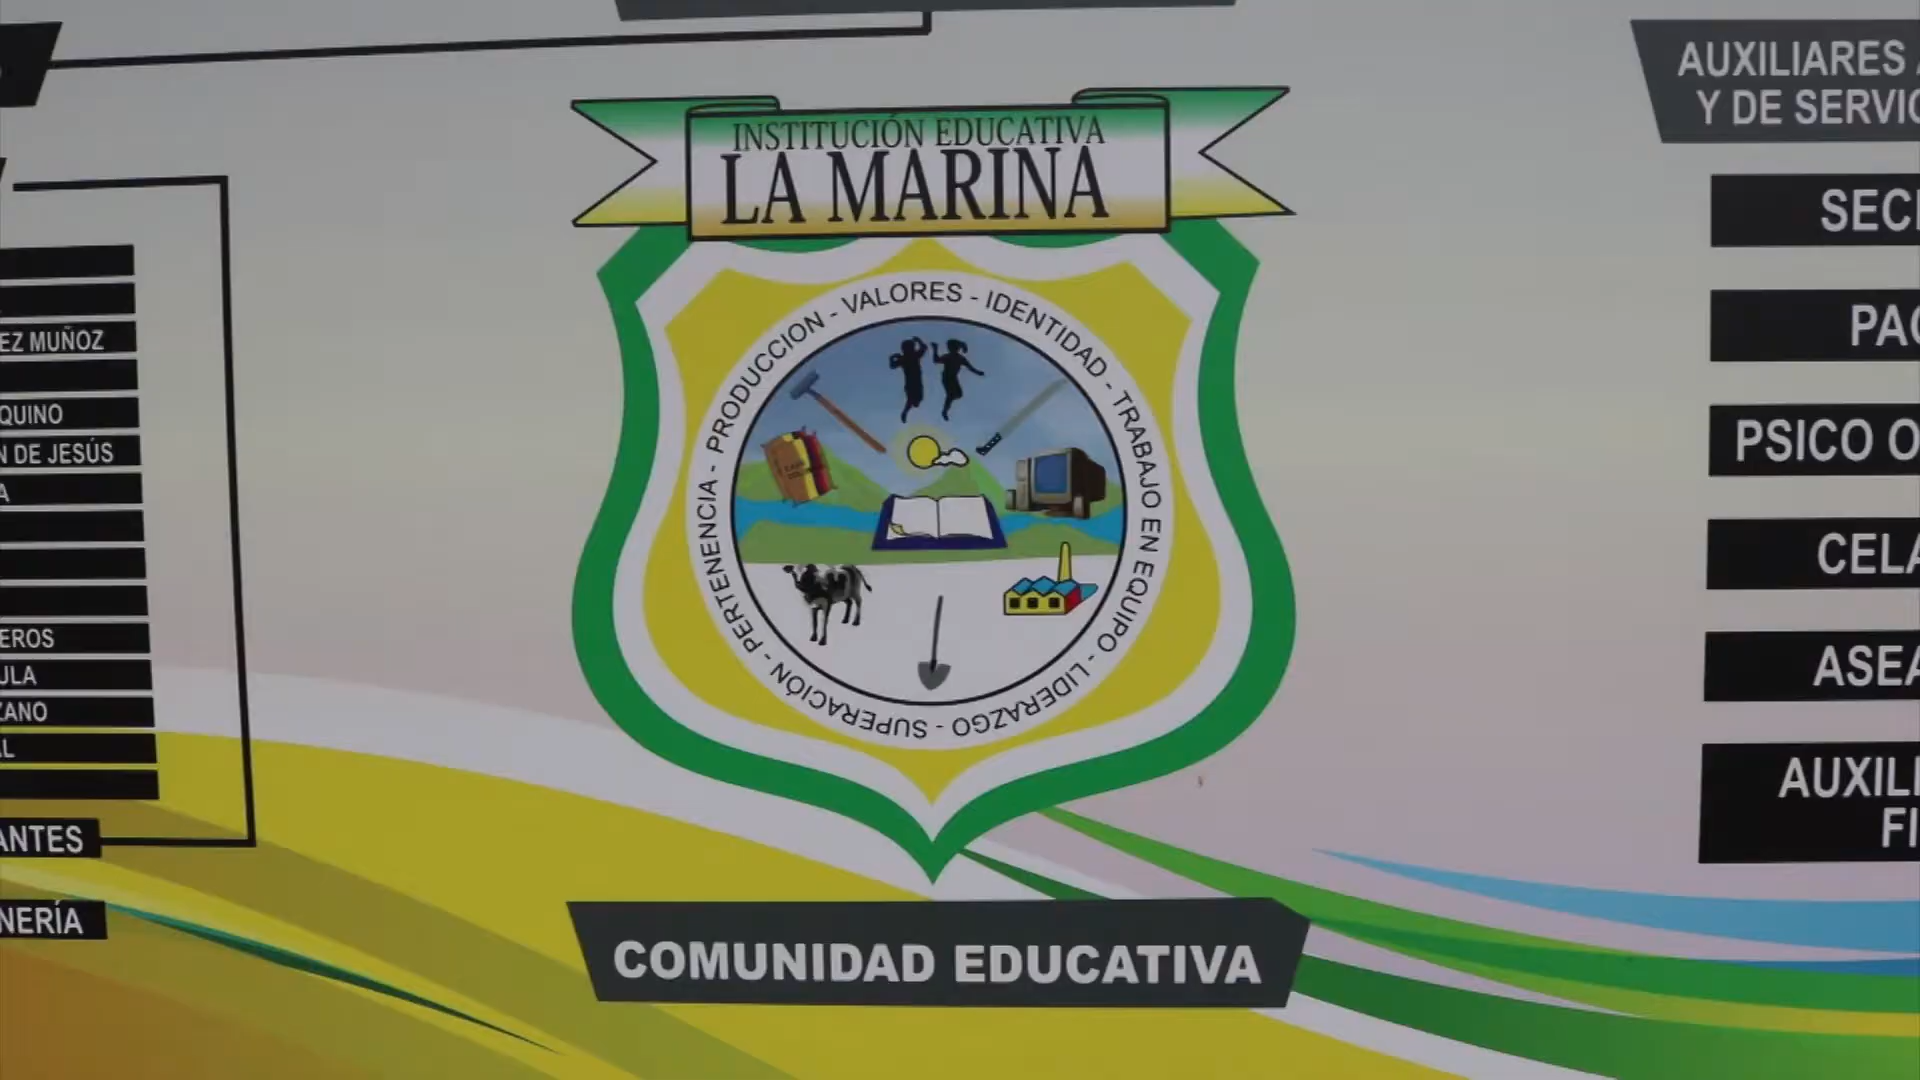 INSTITUCIÓN EDUCATIVA
LA MARINA
PERTENENCIA - PRODUCCION - VALORES - IDENTIDAD - TRABAJO EN EQUIPO - LIDERAZGO - SUPERACIÓN -
COMUNIDAD EDUCATIVA
EZ MUÑOZ
QUINO
N DE JESÚS
A
EROS
ULA
ZANO
AL
ANTES
NERÍA
AUXILIARES A
Y DE SERVIC
SEC
PAG
PSICO O
CELA
ASEA
AUXILI
FI